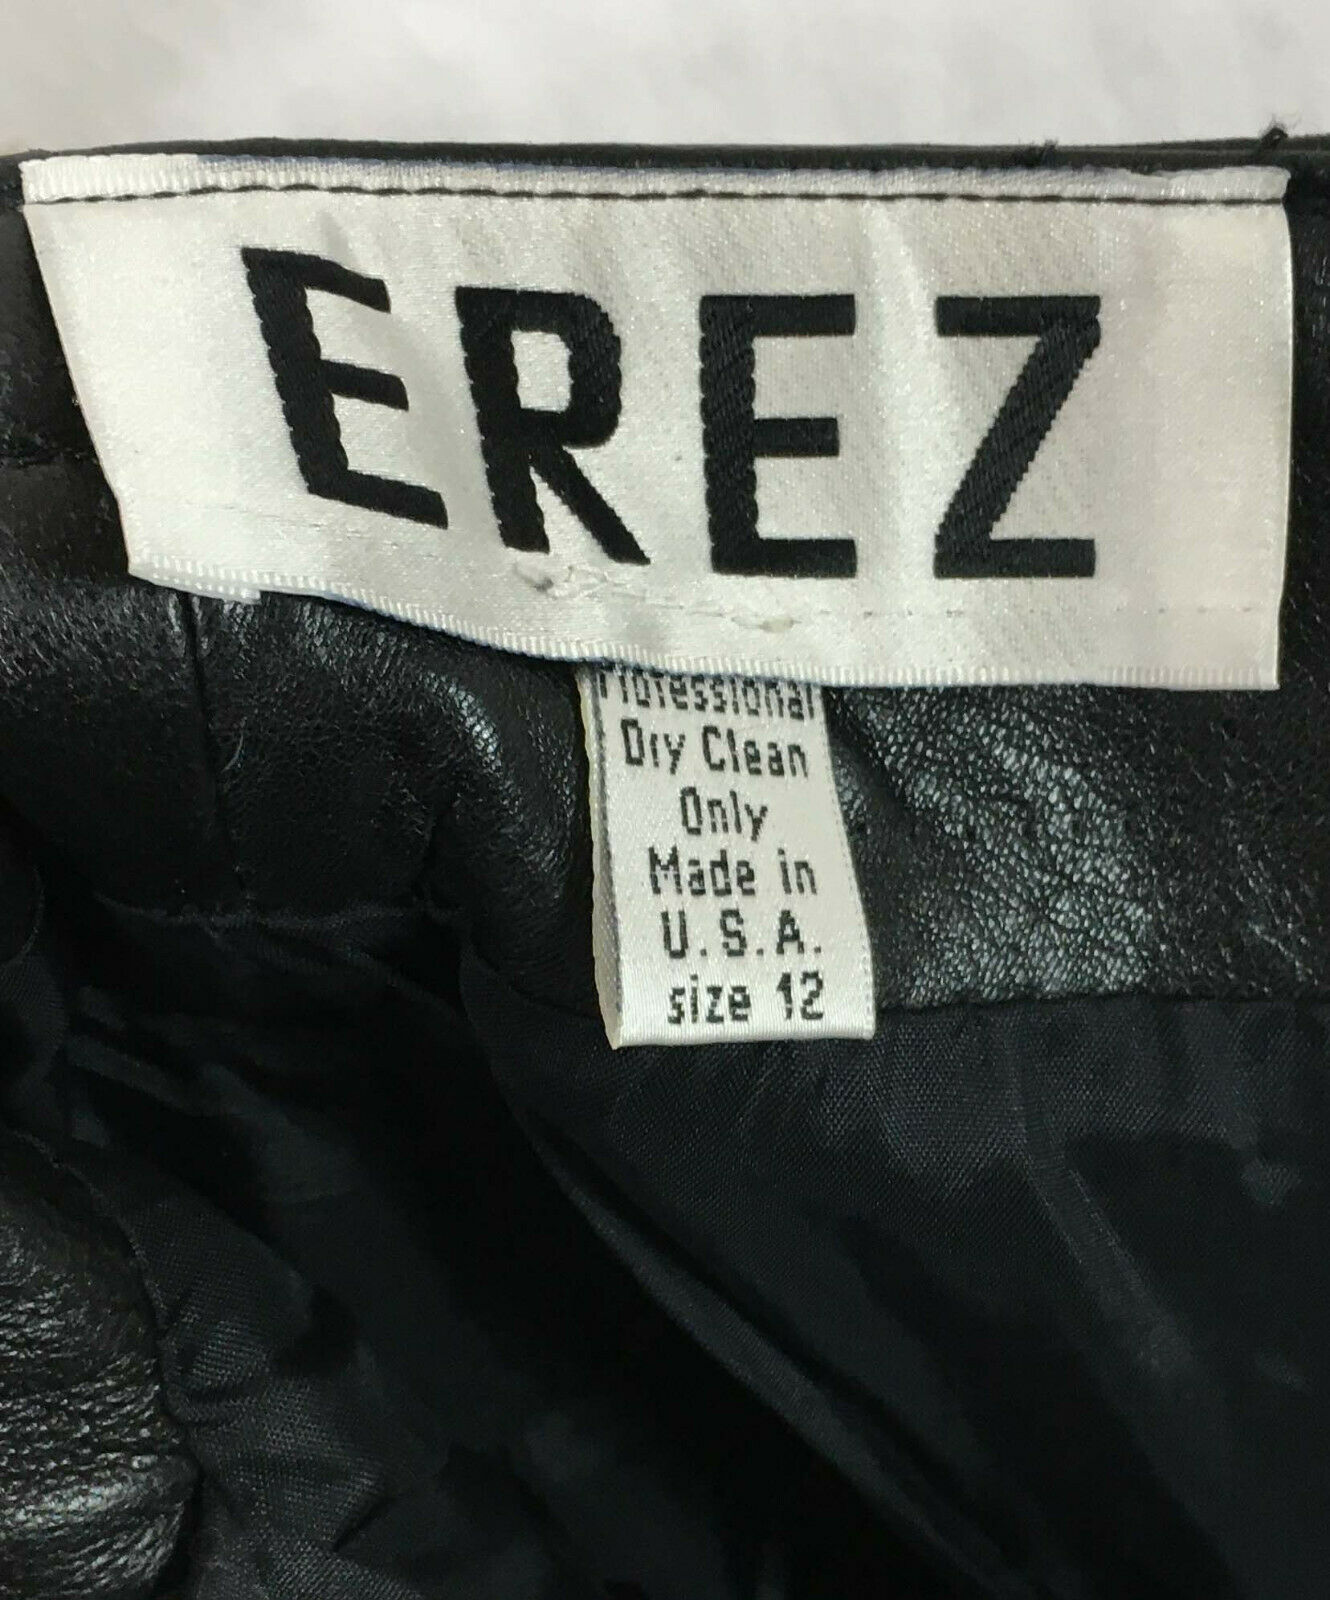 EREZ
Professional
Dry Clean
Only
Made in
U.S.A.
size 12